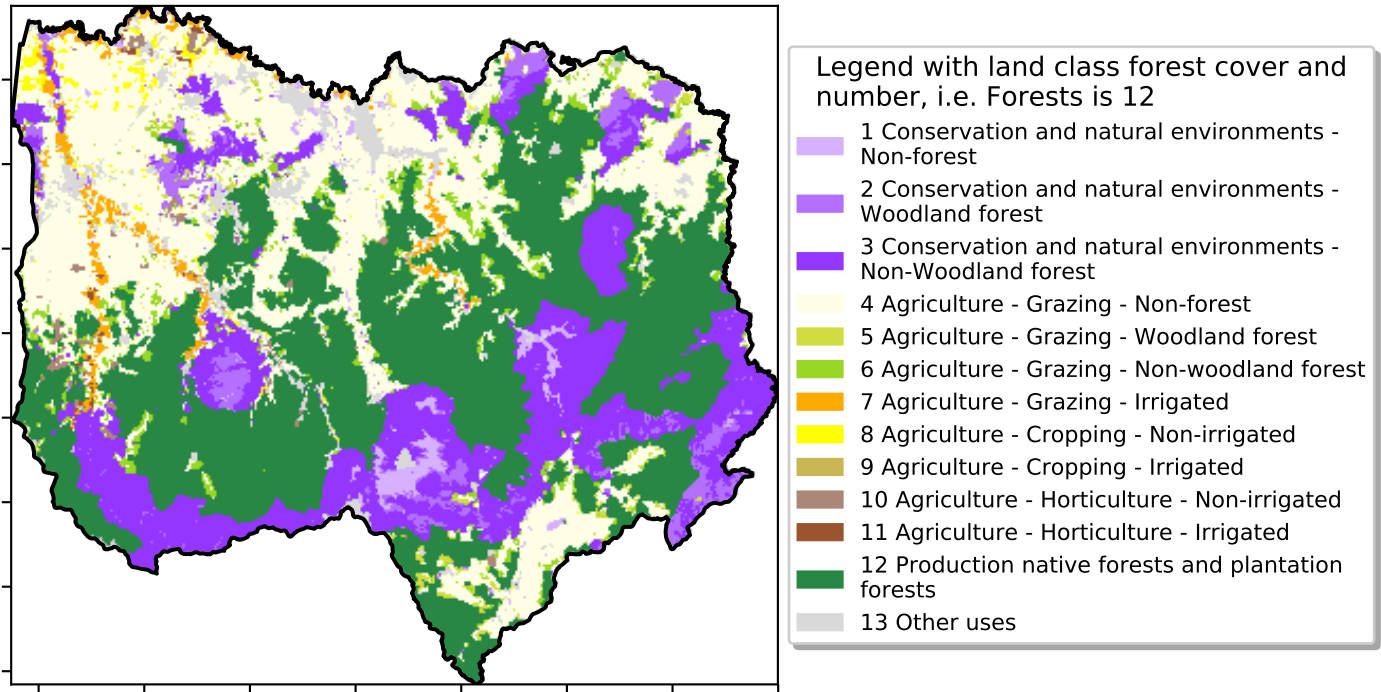 Legend with land class forest cover and
number, i.e. Forests is 12
1 Conservation and natural environments -
Non-forest
2 Conservation and natural environments -
Woodland forest
3 Conservation and natural environments -
Non-Woodland forest
4 Agriculture - Grazing - Non-forest
5 Agriculture - Grazing - Woodland forest
6 Agriculture - Grazing - Non-woodland forest
7 Agriculture - Grazing - Irrigated
8 Agriculture - Cropping - Non-irrigated
9 Agriculture - Cropping - Irrigated
10 Agriculture - Horticulture - Non-irrigated
11 Agriculture - Horticulture - Irrigated
12 Production native forests and plantation
forests
13 Other uses